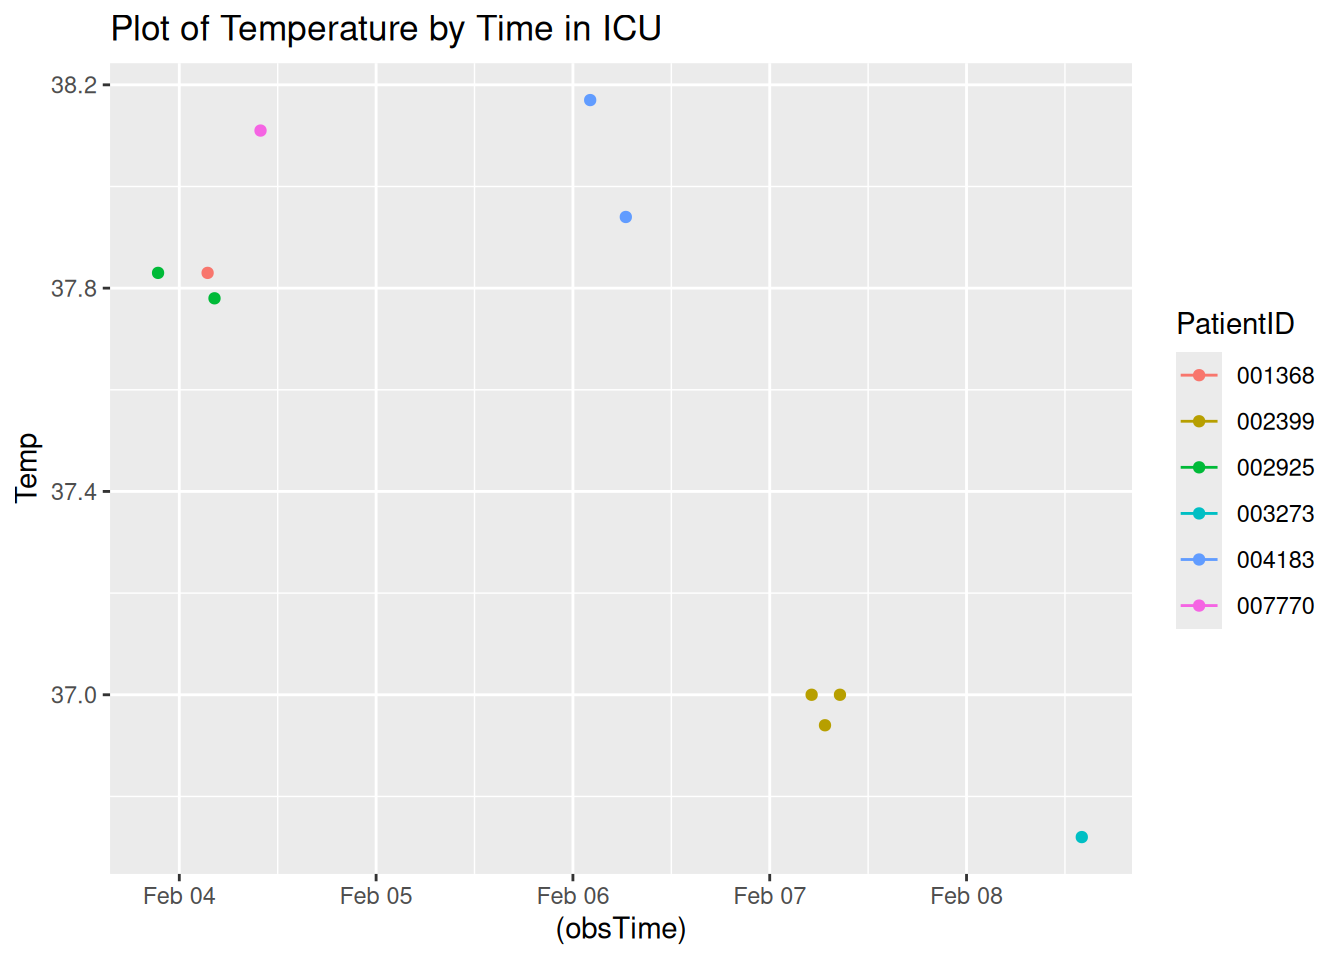 Plot of Temperature by Time in ICU
38.2
37.8
37.4
37.0
Temp
Feb 04 Feb 05 Feb 06 Feb 07 Feb 08
(obsTime)
PatientID
001368
002399
002925
003273
004183
007770